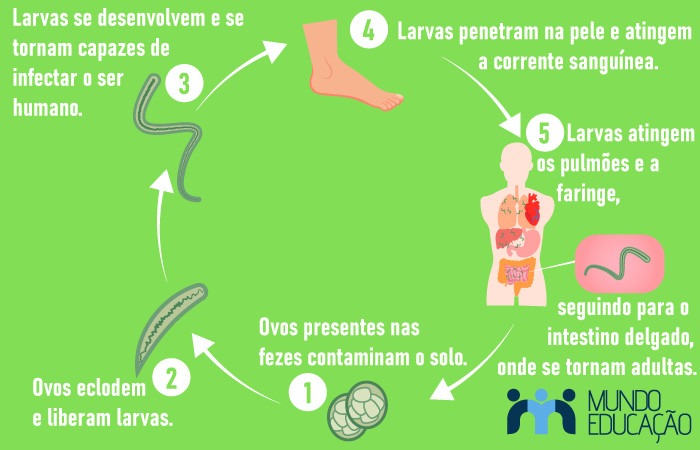 Larvas se desenvolvem e se
tornam capazes de
infectar o ser
humano.
3
4
Larvas penetram na pele e atingem
a corrente sanguínea.
5
Larvas atingem
os pulmões e a
faringe,
seguindo para o
intestino delgado,
onde se tornam adultas.
Ovos presentes nas
fezes contaminam o solo.
1
2
Ovos eclodem
e liberam larvas.
MUNDO
EDUCAÇÃO